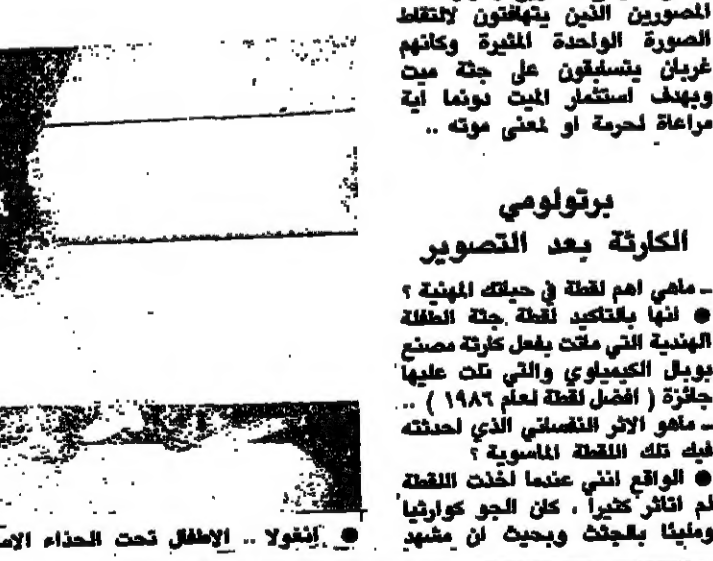 المصورين الذين يتهافتون لالتقاط
الصورة الواحدة المثيرة وكأنهم
غربان يتسابقون على جثة ميت
وبهدف استثمار الميت دونما اية
مراعاة لحرمة او لمعنى موته ..
برتولومي
الكارثة بعد التصوير
ـ ماهي اهم لقطة في حياتك المهنية ؟
● انها بالتاكيد لقطة جثة الطفلة
الهندية التي ماتت بفعل كارثة مصنع
بوبال الكيمياوي والتي نلت عليها
جائزة ( افضل لقطة لعام ١٩٨٦ ) ..
ـ ماهو الاثر النفساني الذي احدثته
فيك تلك اللقطة الماسوية ؟
● الواقع انني عندما اخذت اللقطة
لم اتاثر كثيراً ، كان الجو كوارثيا
ومليئا بالجثث وبحيث ان مشهد
● إنغولا .. الاطفال تحت الحذاء